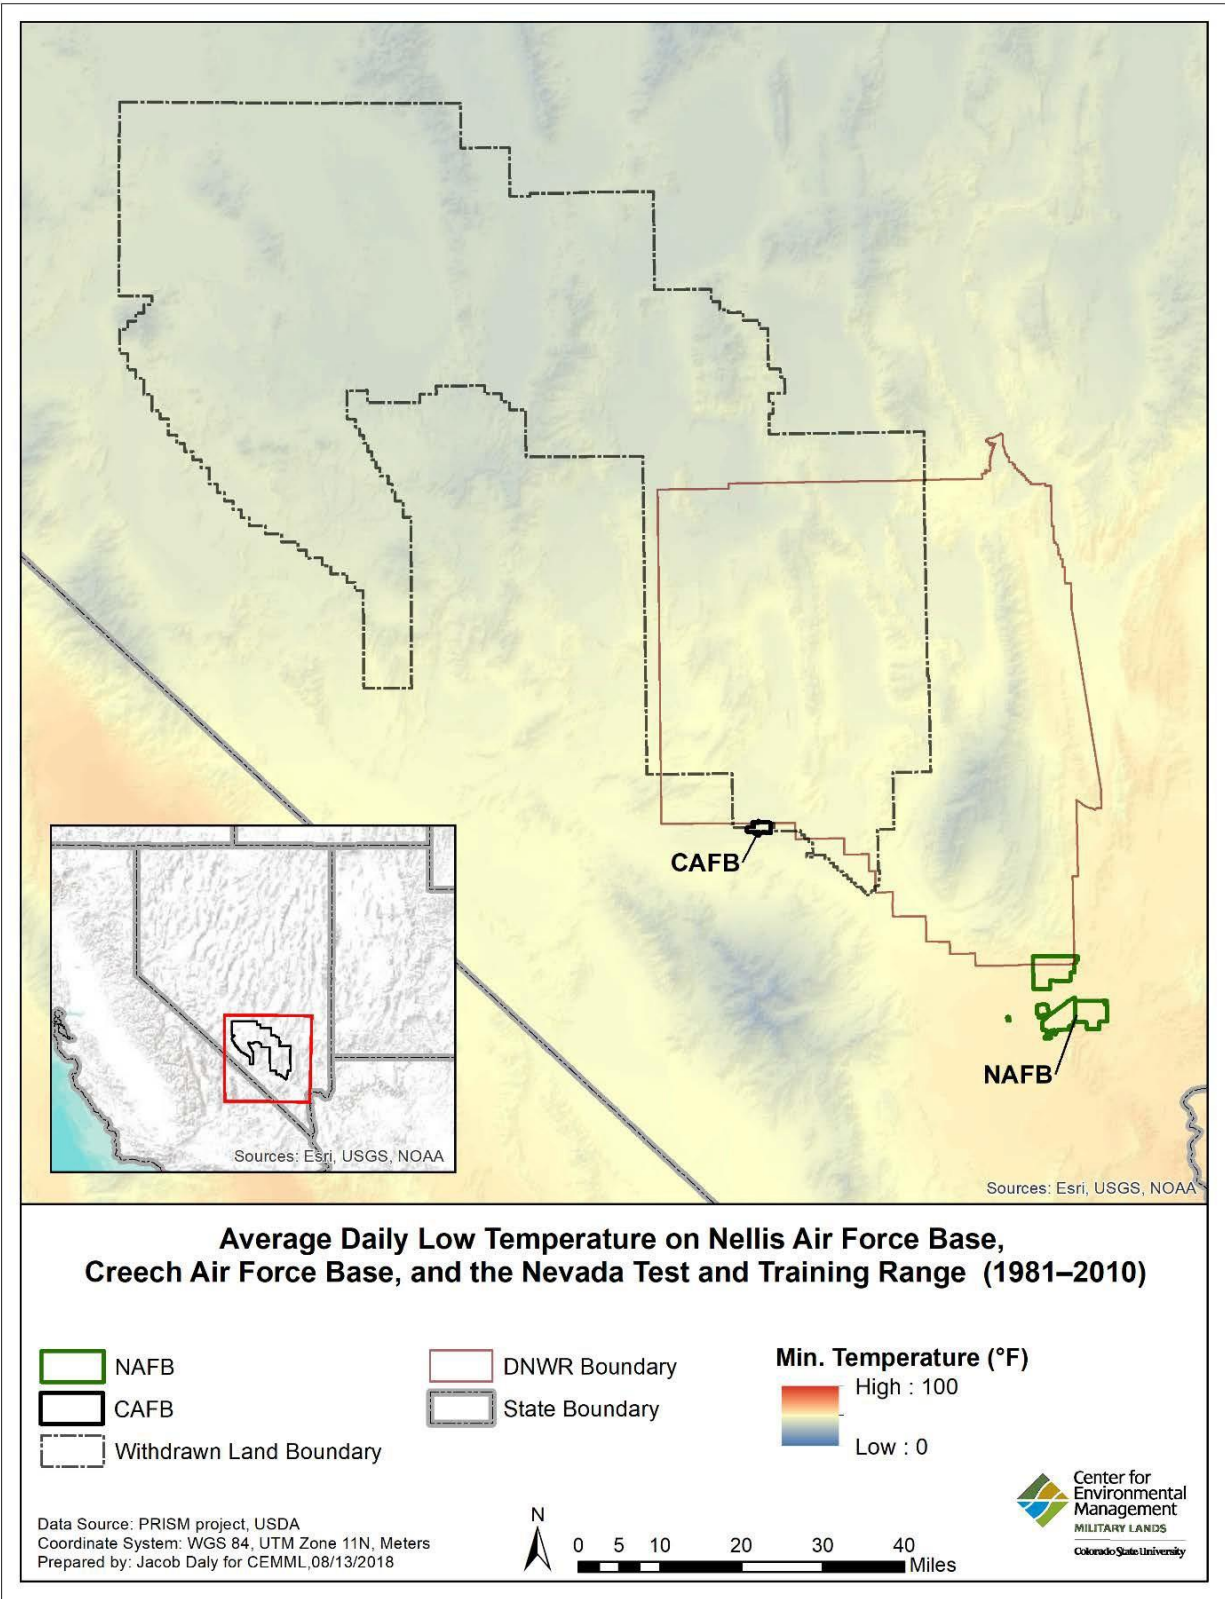 CAFB
NAFB
Sources: Esri, USGS, NOAA
Sources: Esri, USGS, NOAA
Average Daily Low Temperature on Nellis Air Force Base,
Creech Air Force Base, and the Nevada Test and Training Range (1981–2010)
NAFB
CAFB
Withdrawn Land Boundary
DNWR Boundary
State Boundary
Min. Temperature (°F)
High : 100
Low : 0
Data Source: PRISM project, USDA
Coordinate System: WGS 84, UTM Zone 11N, Meters
Prepared by: Jacob Daly for CEMML,08/13/2018
N
0 5 10 20 30 40
Miles
Center for
Environmental
Management
MILITARY LANDS
Colorado State University